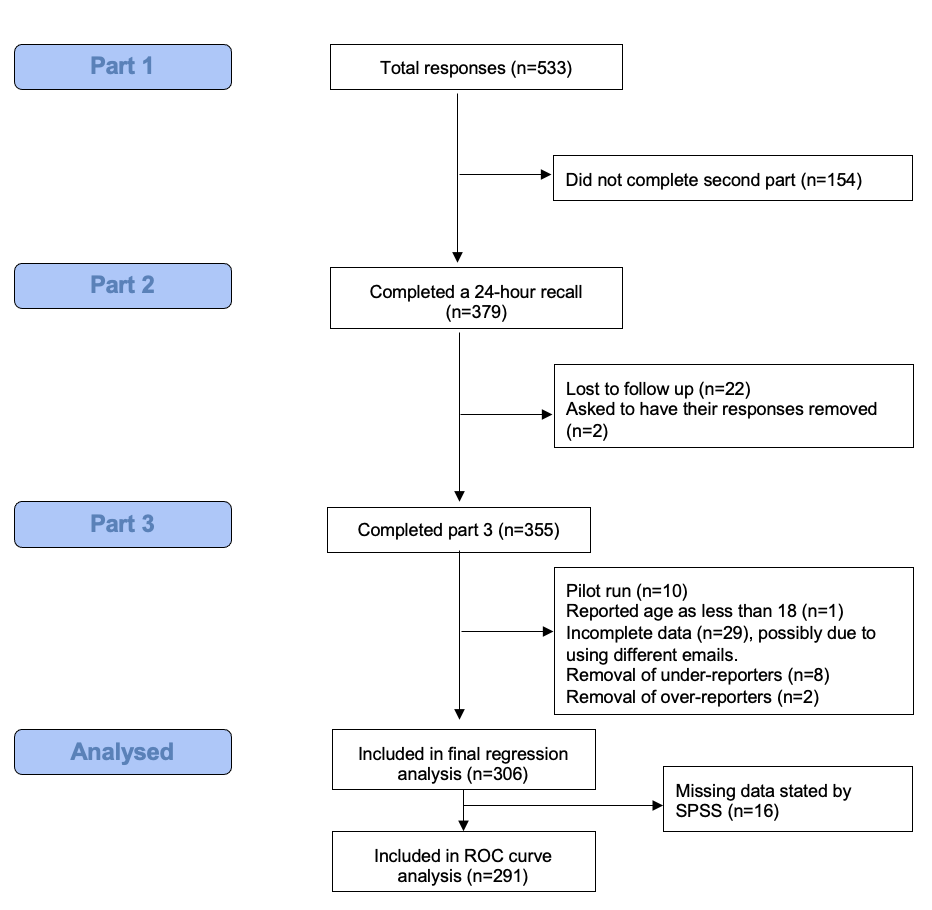 Part 1
Total responses (n=533)
Did not complete second part (n=154)
Part 2
Completed a 24-hour recall
(n=379)
Lost to follow up (n=22)
Asked to have their responses removed
(n=2)
Part 3
Completed part 3 (n=355)
Pilot run (n=10)
Reported age as less than 18 (n=1)
Incomplete data (n=29), possibly due to
using different emails.
Removal of under-reporters (n=8)
Removal of over-reporters (n=2)
Analysed
Included in final regression
analysis (n=306)
Missing data stated by
SPSS (n=16)
Included in ROC curve
analysis (n=291)